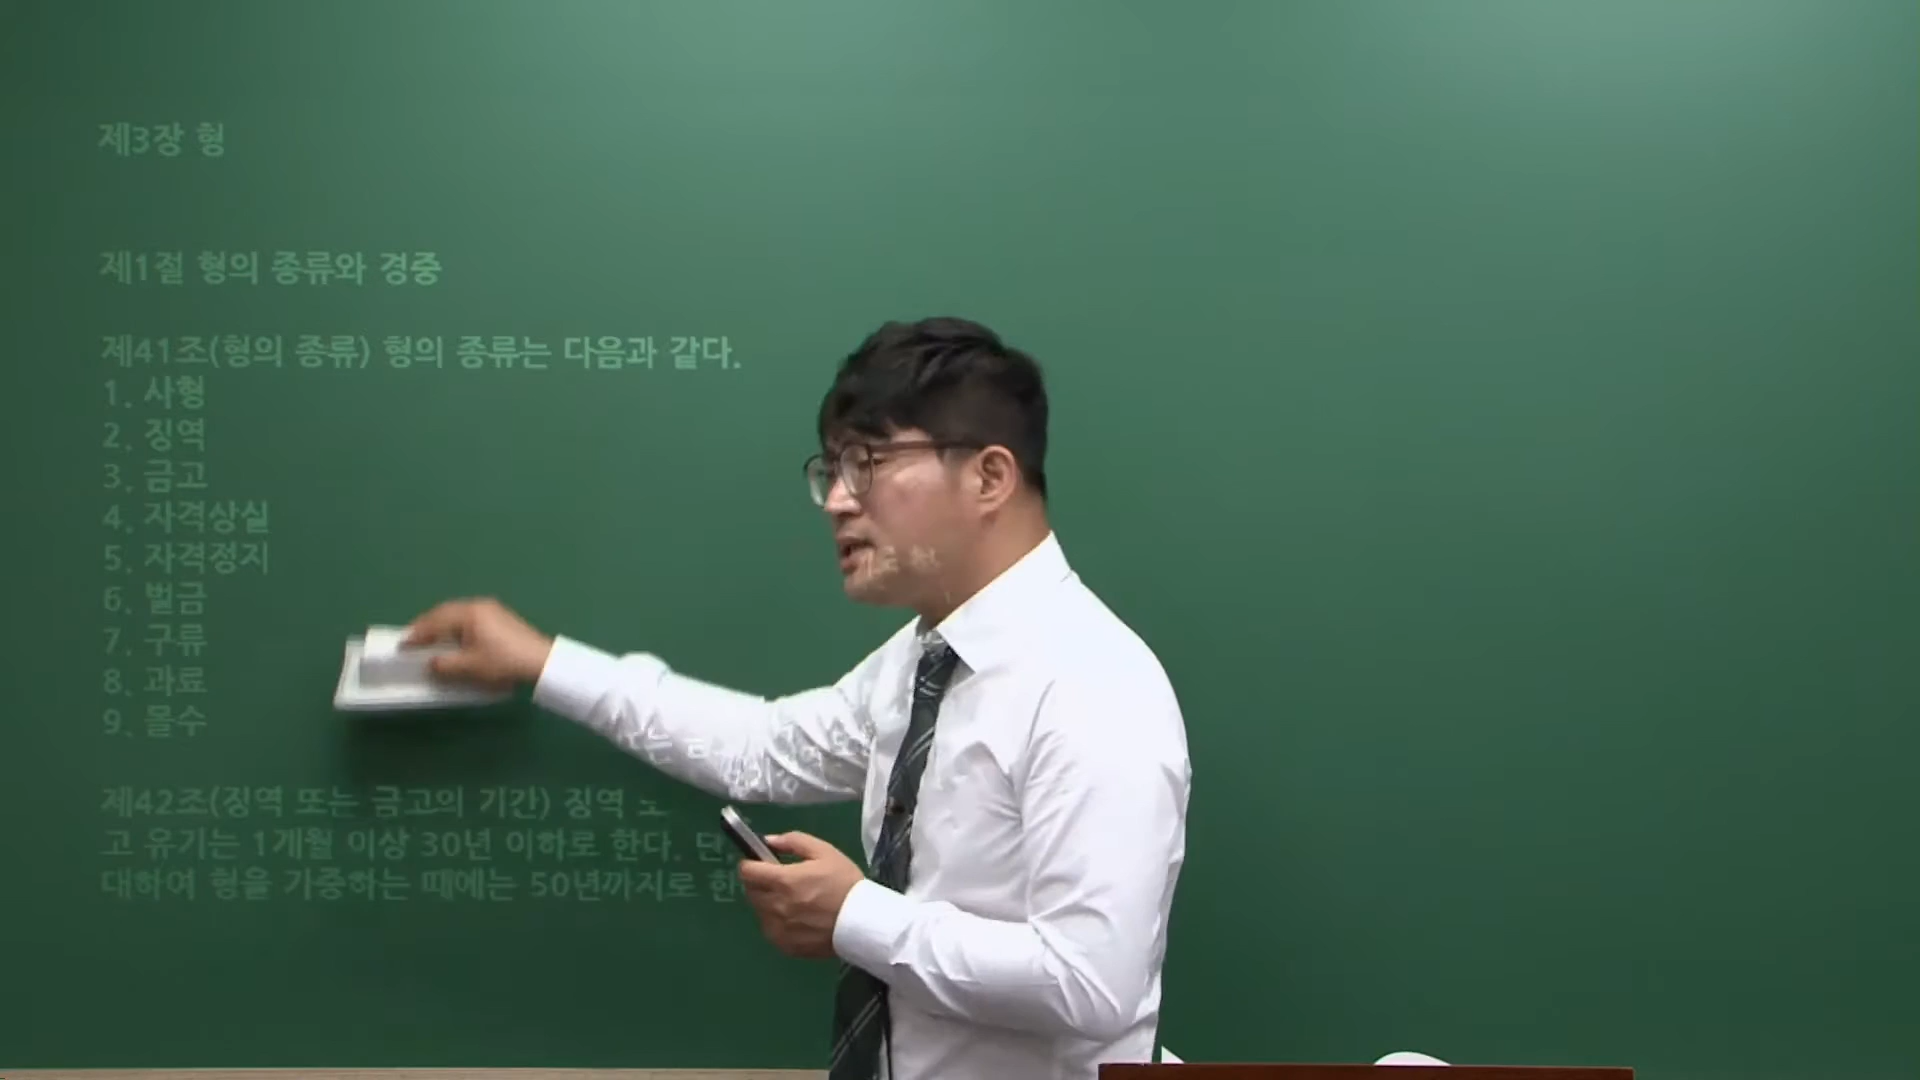 제3장 형
제1절 형의 종류와 경중
제41조(형의 종류) 형의 종류는 다음과 같다.
1. 사형
2. 징역
3. 금고
4. 자격상실
5. 자격정지
6. 벌금
7. 구류
8. 과료
9. 몰수
제42조(징역 또는 금고의 기간) 징역
고 유기는 1개월 이상 30년 이하로 한다. 단,
대하여 형을 가중하는 때에는 50년까지로